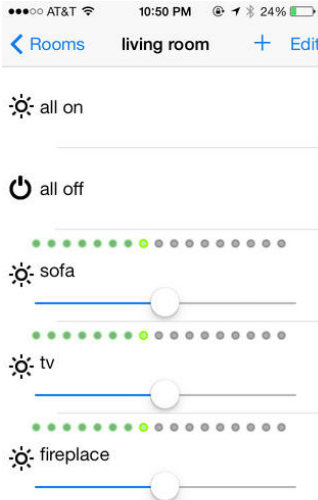 AT&T 10:50 PM 24%
Rooms living room + Edit
all on
all off
sofa
tv
fireplace